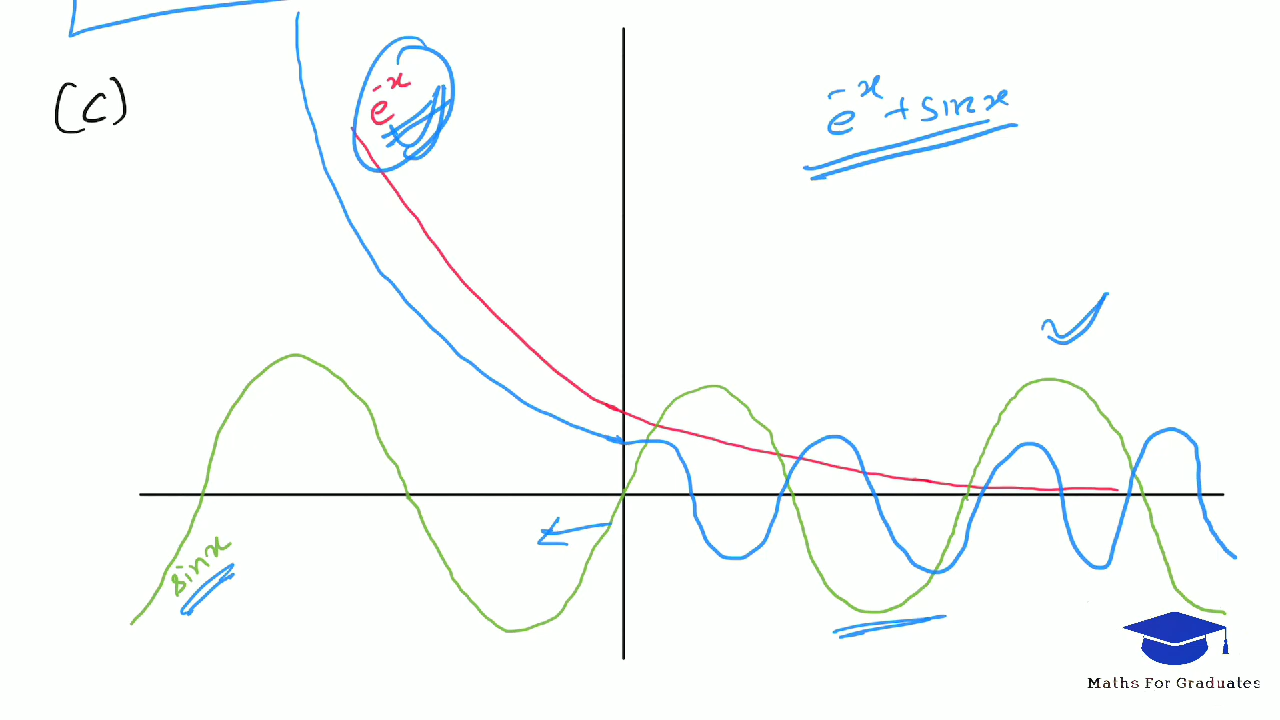 (C)
e^{-x}
e^{-x} + sin x
sin x
Maths For Graduates